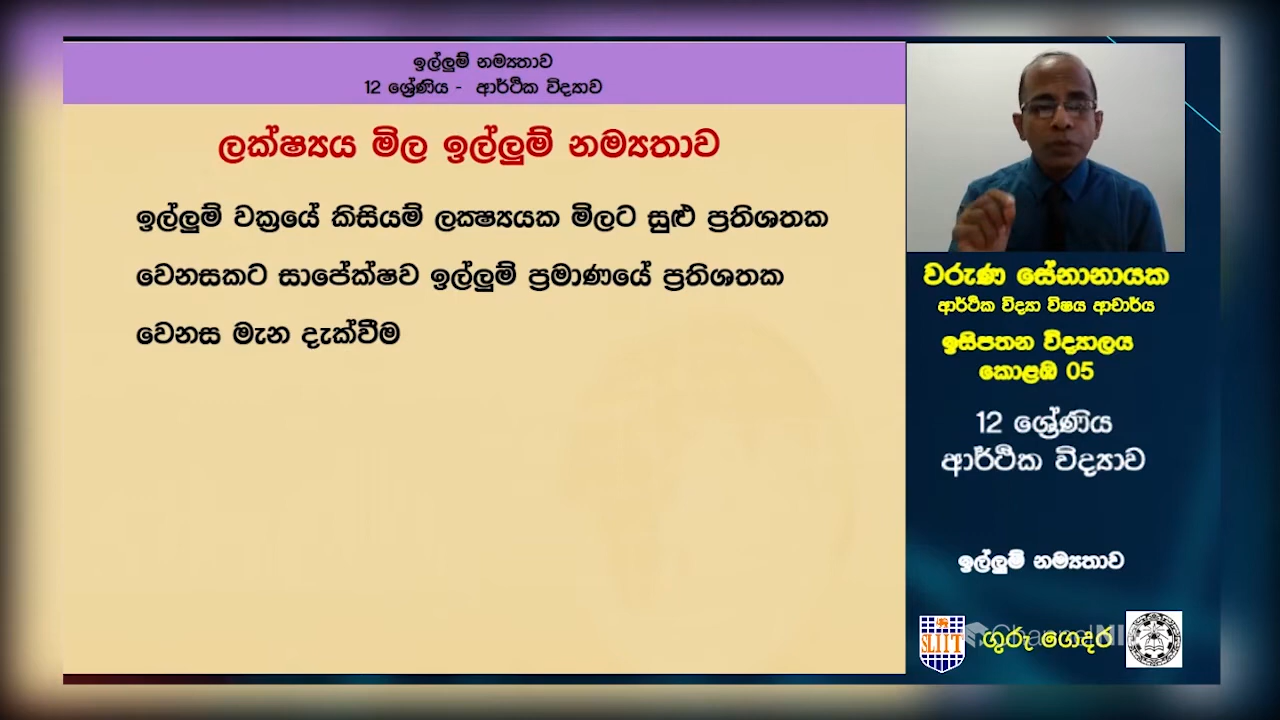 ඉල්ලුම් නම්‍යතාව
12 ශ්‍රේණිය - ආර්ථික විද්‍යාව
ලක්ෂ්‍යය මිල ඉල්ලුම් නම්‍යතාව
ඉල්ලුම් වක්‍රයේ කිසියම් ලක්‍ෂ්‍යයක මිලට සුළු ප්‍රතිශතක
වෙනසකට සාපේක්ෂව ඉල්ලුම් ප්‍රමාණයේ ප්‍රතිශතක
වෙනස මැන දැක්වීම
වරුණ සේනානායක
ආර්ථික විද්‍යා විෂය ආචාර්ය
ඉසිපතන විද්‍යාලය
කොළඹ 05
12 ශ්‍රේණිය
ආර්ථික විද්‍යාව
ඉල්ලුම් නම්‍යතාව
SLIIT
ගුරු ගෙදර